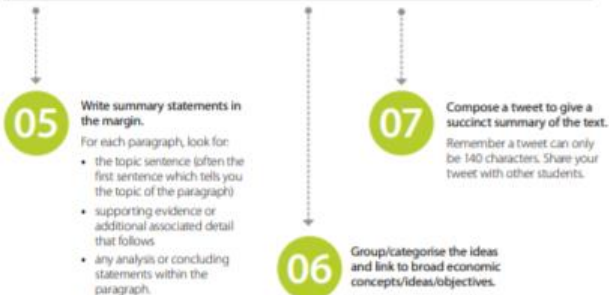 05
Write summary statements in
the margin.
For each paragraph, look for:
• the topic sentence (often the
first sentence which tells you
the topic of the paragraph)
• supporting evidence or
additional associated detail
that follows
• any analysis or concluding
statements within the
paragraph.
06
Group/categorise the ideas
and link to broad economic
concepts/ideas/objectives.
07
Compose a tweet to give a
succinct summary of the text.
Remember a tweet can only
be 140 characters. Share your
tweet with other students.